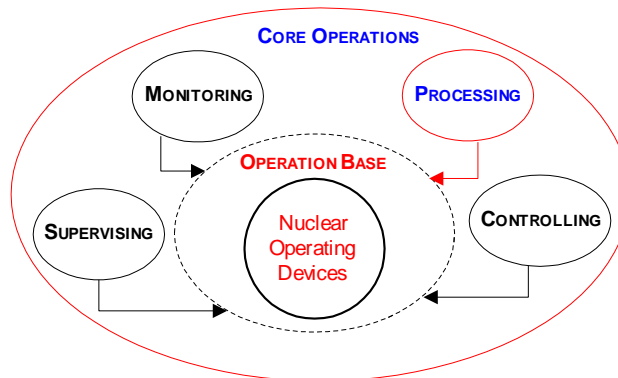 CORE OPERATIONS
MONITORING
PROCESSING
OPERATION BASE
SUPERVISING
Nuclear
Operating
Devices
CONTROLLING